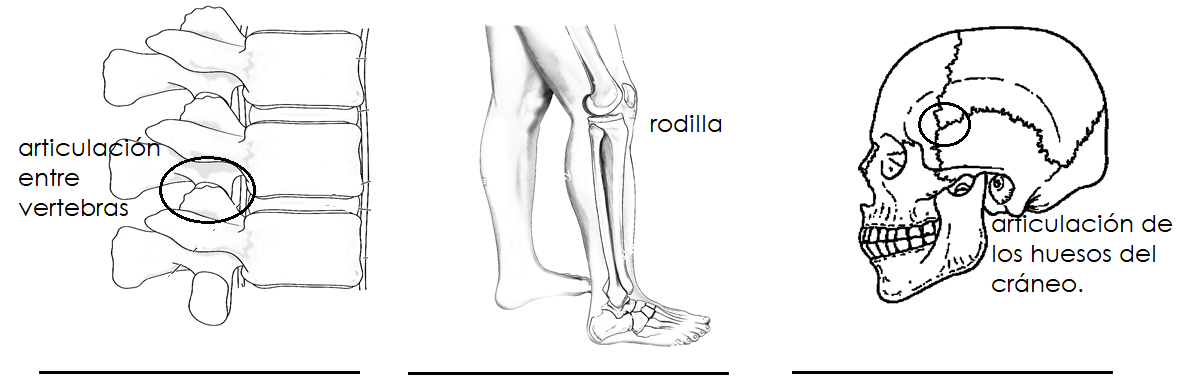 articulación
entre
vertebras
rodilla
articulación de
los huesos del
cráneo.